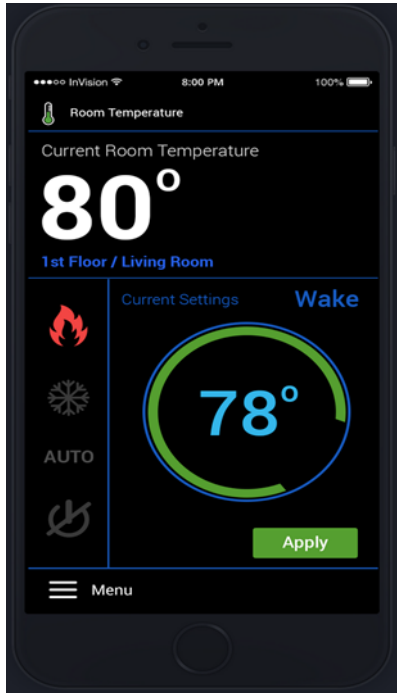 ●●●○○ InVision 8:00 PM 100%
Room Temperature
Current Room Temperature
80°
1st Floor / Living Room
Current Settings Wake
78°
AUTO
Apply
Menu